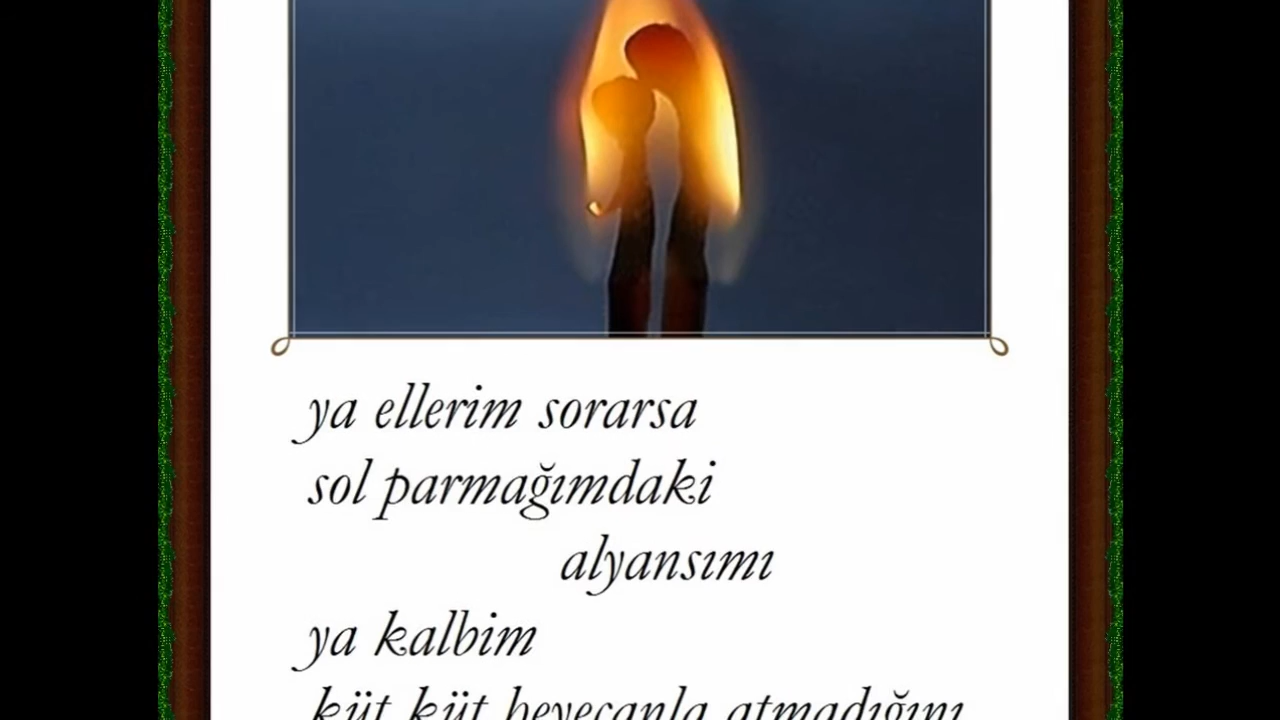 ya ellerim sorarsa
sol parmağımdaki
alyansımı
ya kalbim
küt küt heyecanla atmadığını